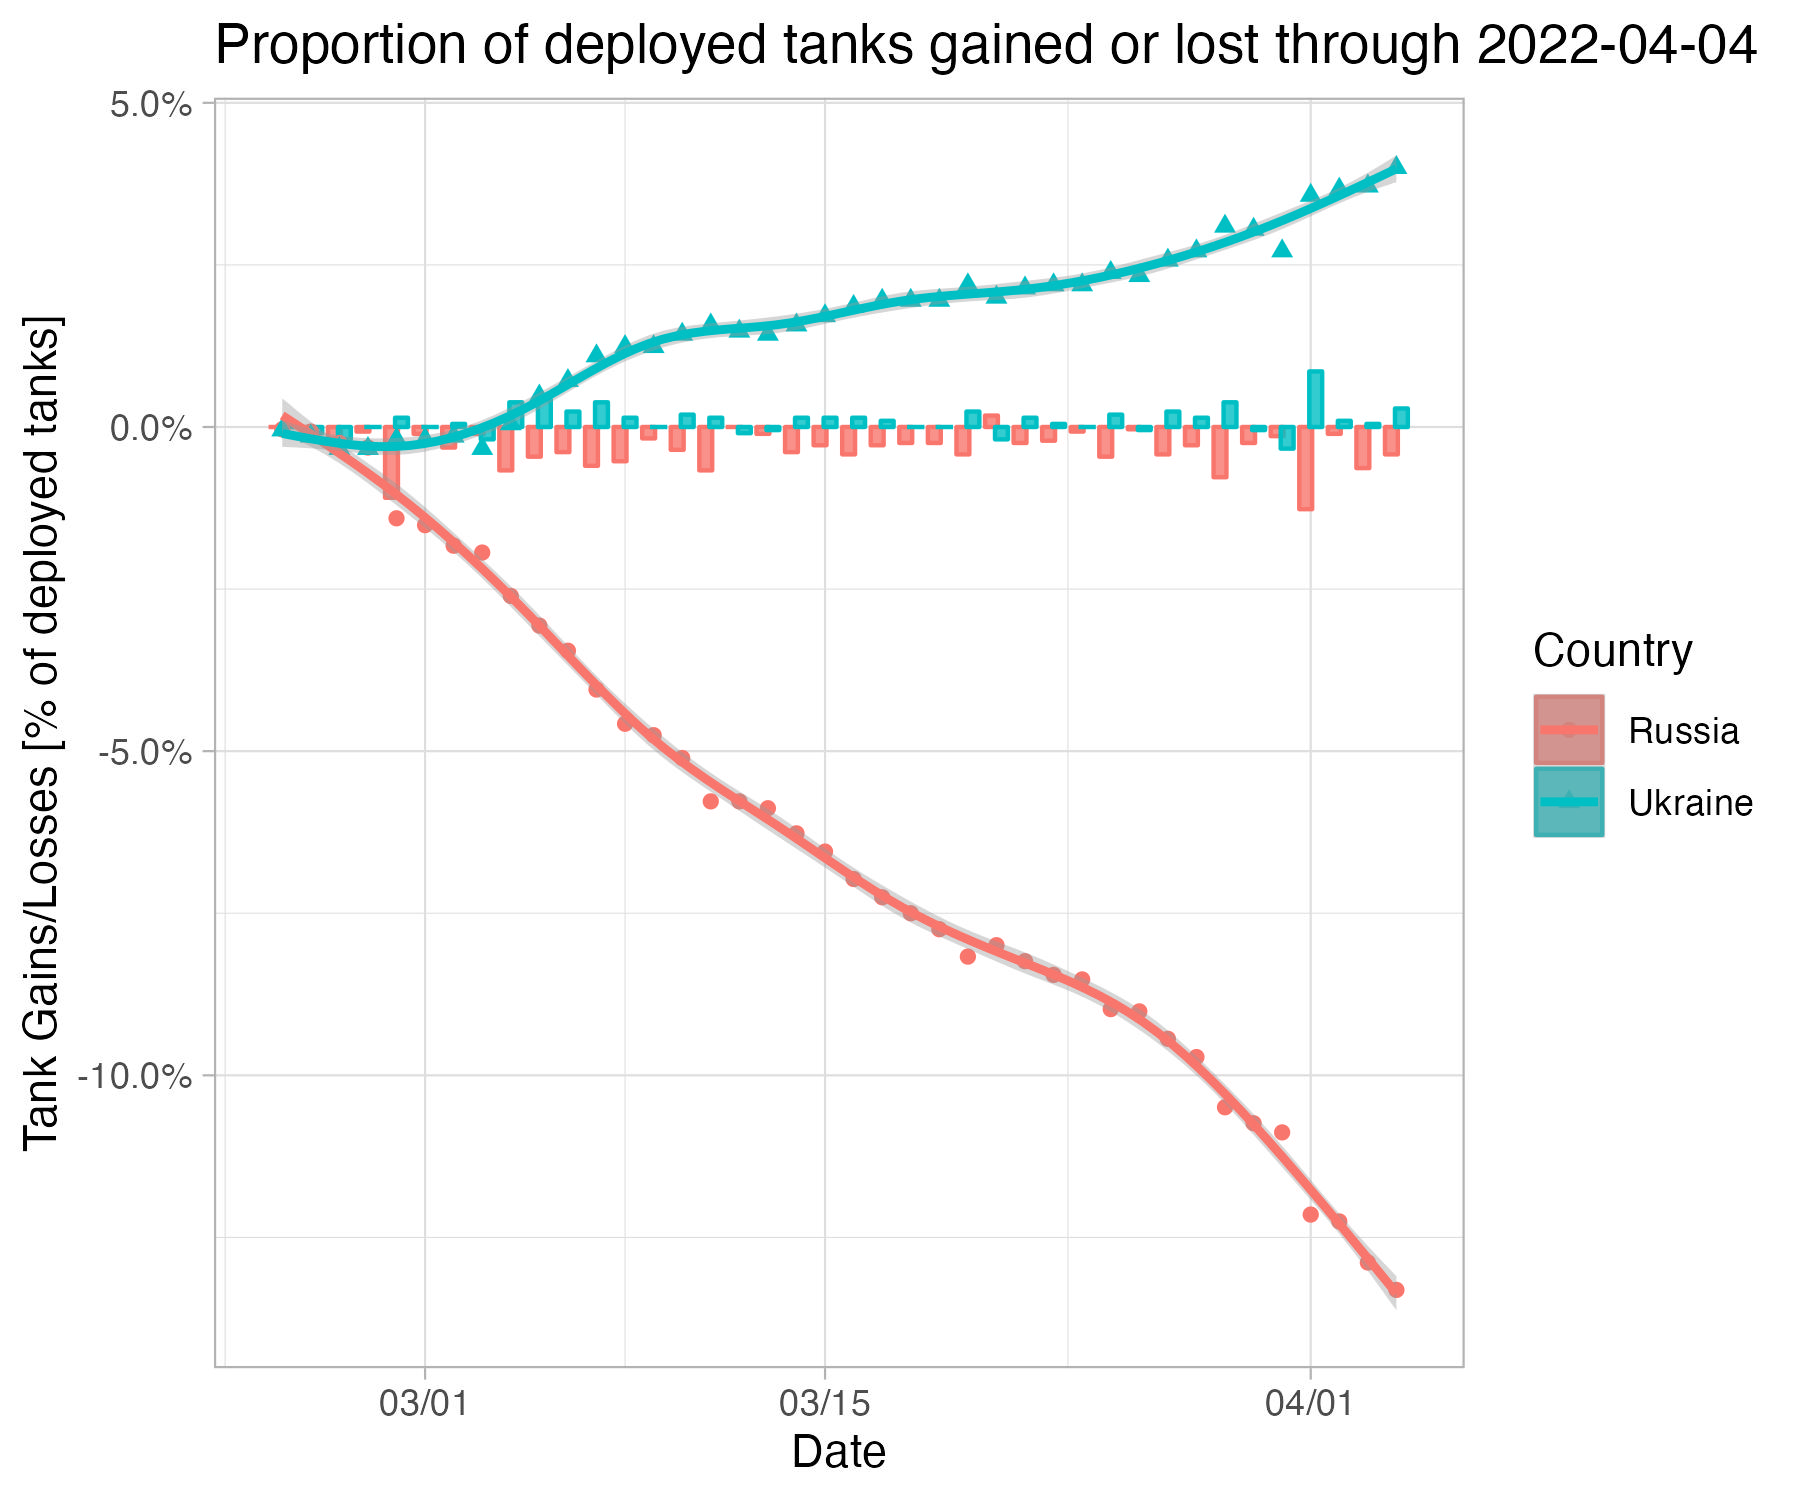 Proportion of deployed tanks gained or lost through 2022-04-04
Tank Gains/Losses [% of deployed tanks]
5.0%
0.0%
-5.0%
-10.0%
03/01
03/15
04/01
Date
Country
Russia
Ukraine